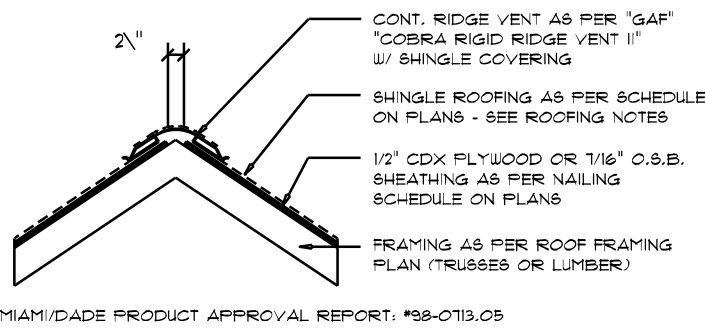 2\"
CONT. RIDGE VENT AS PER "GAF"
"COBRA RIGID RIDGE VENT II"
W/ SHINGLE COVERING
SHINGLE ROOFING AS PER SCHEDULE
ON PLANS - SEE ROOFING NOTES
1/2" CDX PLYWOOD OR 7/16" O.S.B.
SHEATHING AS PER NAILING
SCHEDULE ON PLANS
FRAMING AS PER ROOF FRAMING
PLAN (TRUSSES OR LUMBER)
MIAMI/DADE PRODUCT APPROVAL REPORT: #98-0713.05